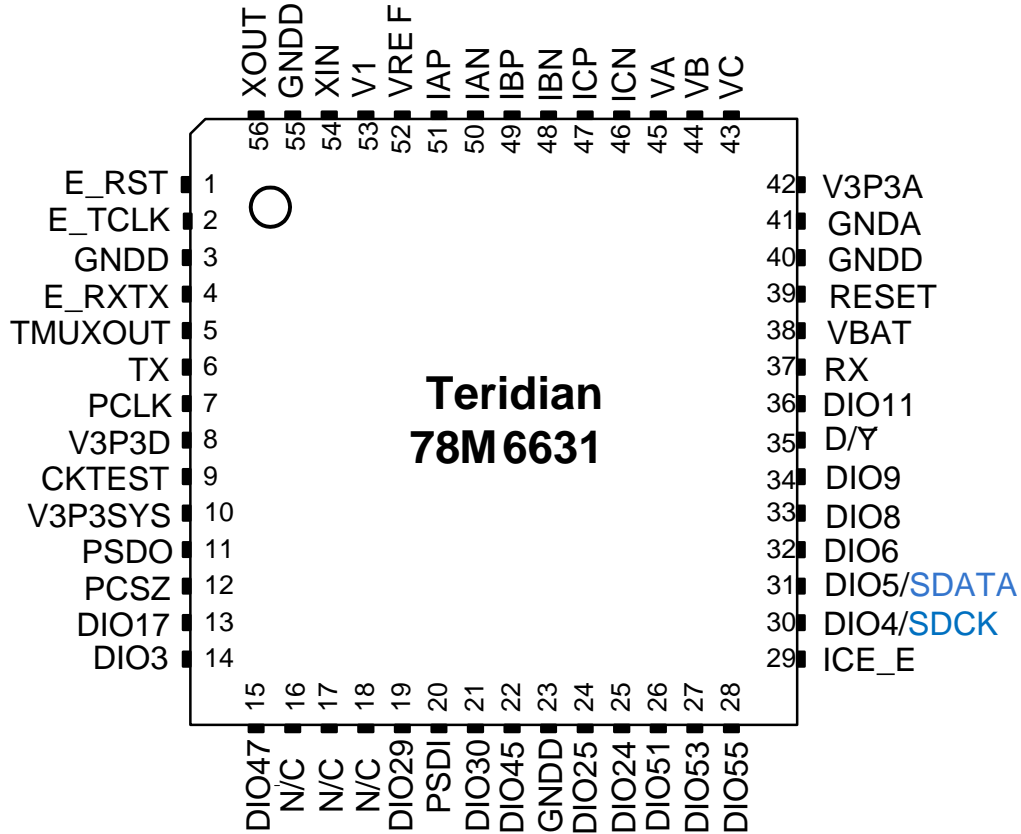 XOUT
GNDD
XIN
V1
VRE F
IAP
IAN
IBP
IBN
ICP
ICN
VA
VB
VC
56
55
54
53
52
51
50
49
48
47
46
45
44
43
E_RST 1
E_TCLK 2
GNDD 3
E_RXTX 4
TMUXOUT 5
TX 6
PCLK 7
V3P3D 8
CKTEST 9
V3P3SYS 10
PSDO 11
PCSZ 12
DIO17 13
DIO3 14
Teridian
78M 6631
42 V3P3A
41 GNDA
40 GNDD
39 RESET
38 VBAT
37 RX
36 DIO11
35 D/Y
34 DIO9
33 DIO8
32 DIO6
31 DIO5/SDATA
30 DIO4/SDCK
29 ICE_E
15
16
17
18
19
20
21
22
23
24
25
26
27
28
DIO47
N/C
N/C
N/C
DIO29
PSDI
DIO30
DIO45
GNDD
DIO25
DIO24
DIO51
DIO53
DIO55